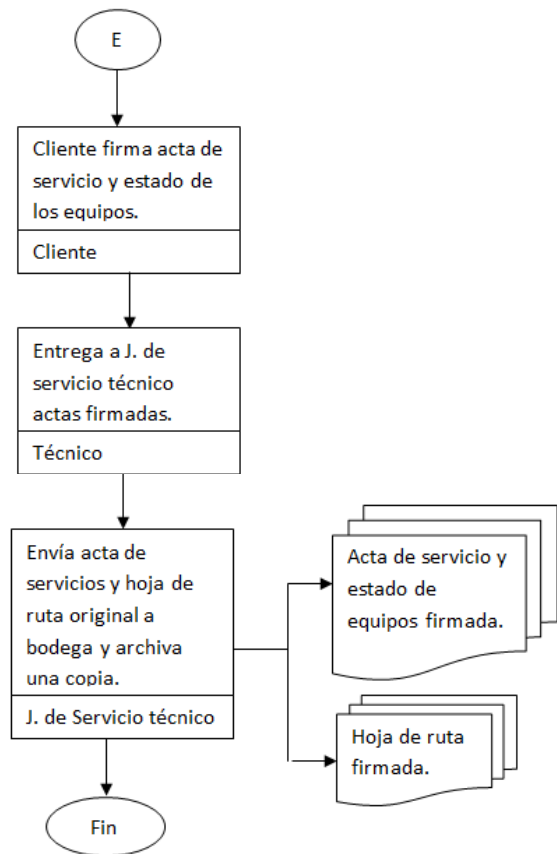 E
Cliente firma acta de
servicio y estado de
los equipos.
Cliente
Entrega a J. de
servicio técnico
actas firmadas.
Técnico
Envía acta de
servicios y hoja de
ruta original a
bodega y archiva
una copia.
J. de Servicio técnico
Acta de servicio y
estado de
equipos firmada.
Hoja de ruta
firmada.
Fin